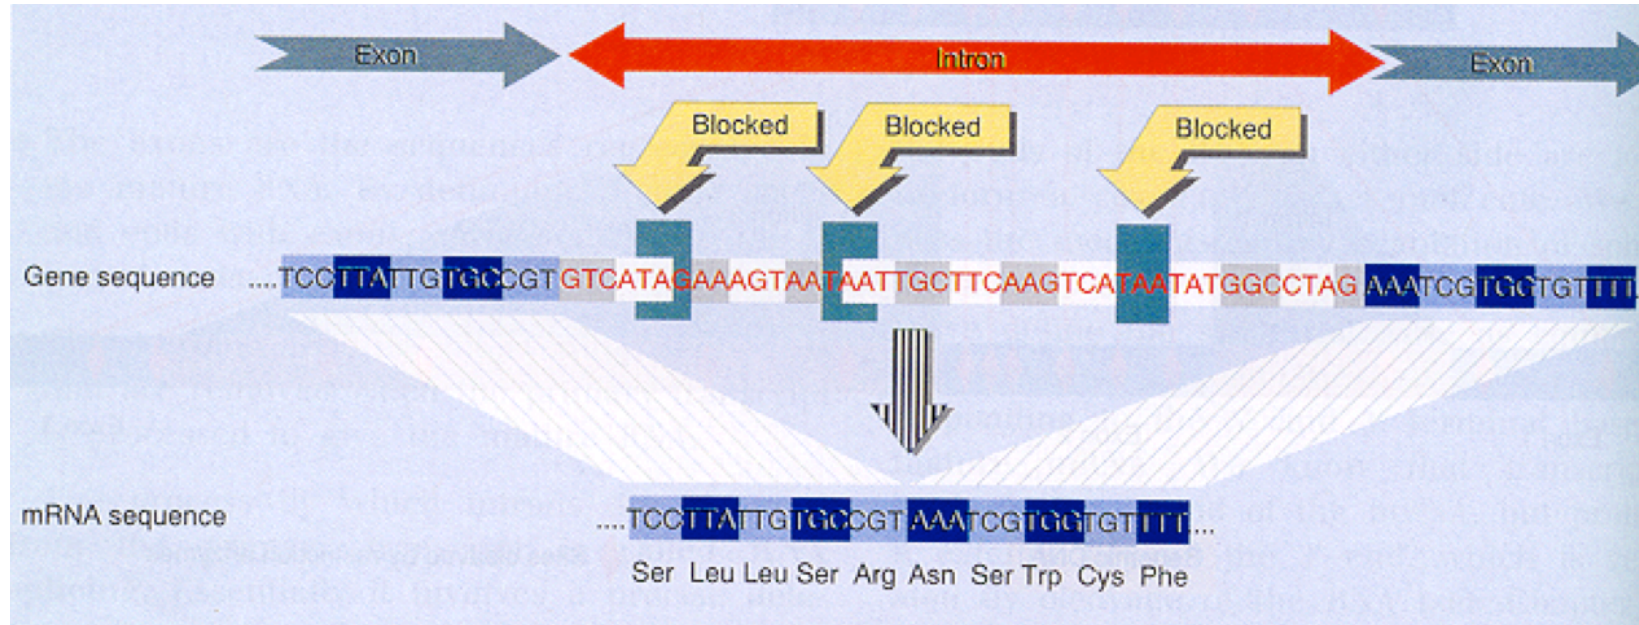 Exon Intron Exon
Blocked Blocked Blocked
Gene sequence ....TCCTTATTGTGCCGTGTCATAGAAAGTAATAATTGCTTCAAGTCATAATATGGCCTAGAAATCGTGGTGTTTT
mRNA sequence
....TCCTTATTGTGCCGTAAATCGTGGTGTTTT...
Ser Leu Leu Ser Arg Asn Ser Trp Cys Phe